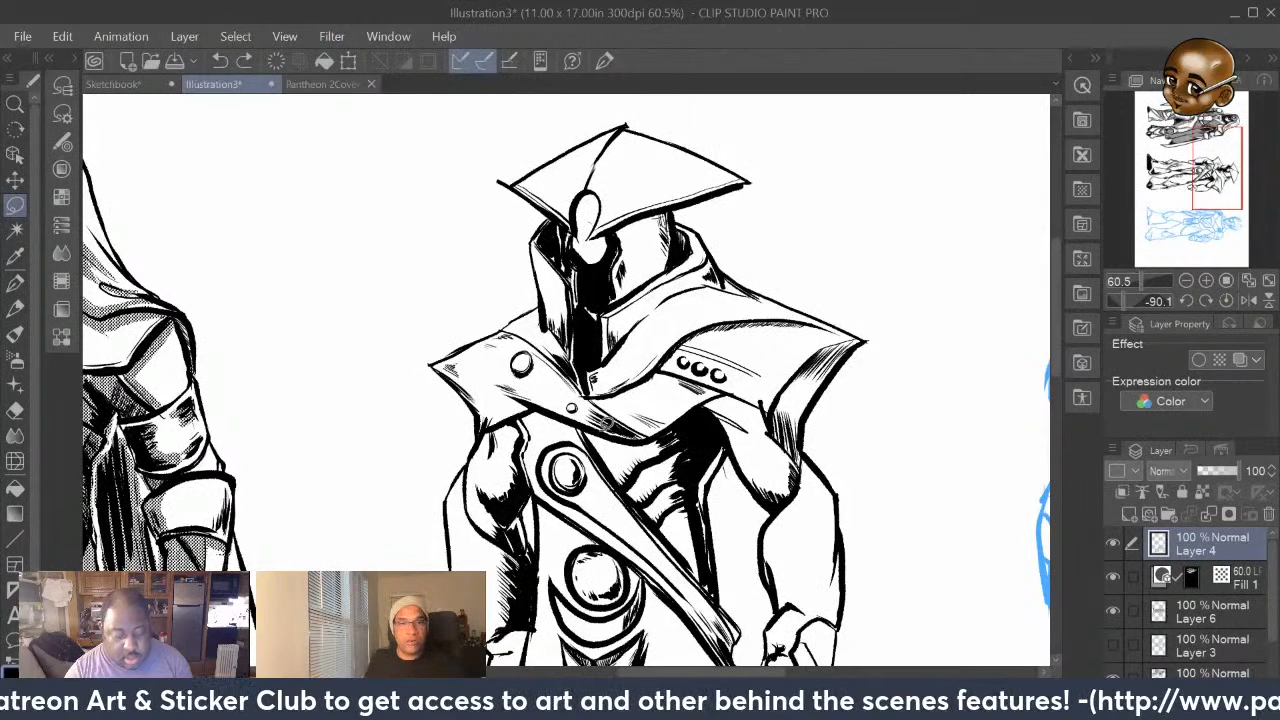 Illustration3* (11.00 x 17.00in 300dpi 60.5%) - CLIP STUDIO PAINT PRO
File Edit Animation Layer Select View Filter Window Help
Sketchbook* Illustration3* Pantheon 2Cover
60.5
-90.1
Layer Property
Effect
Expression color
Color
Layer
100
100 % Normal
Layer 4
Fill 1
100 % Normal
Layer 6
100 % Normal
Layer 3
100 % Normal
atreon Art & Sticker Club to get access to art and other behind the scenes features! -(http://www.pa